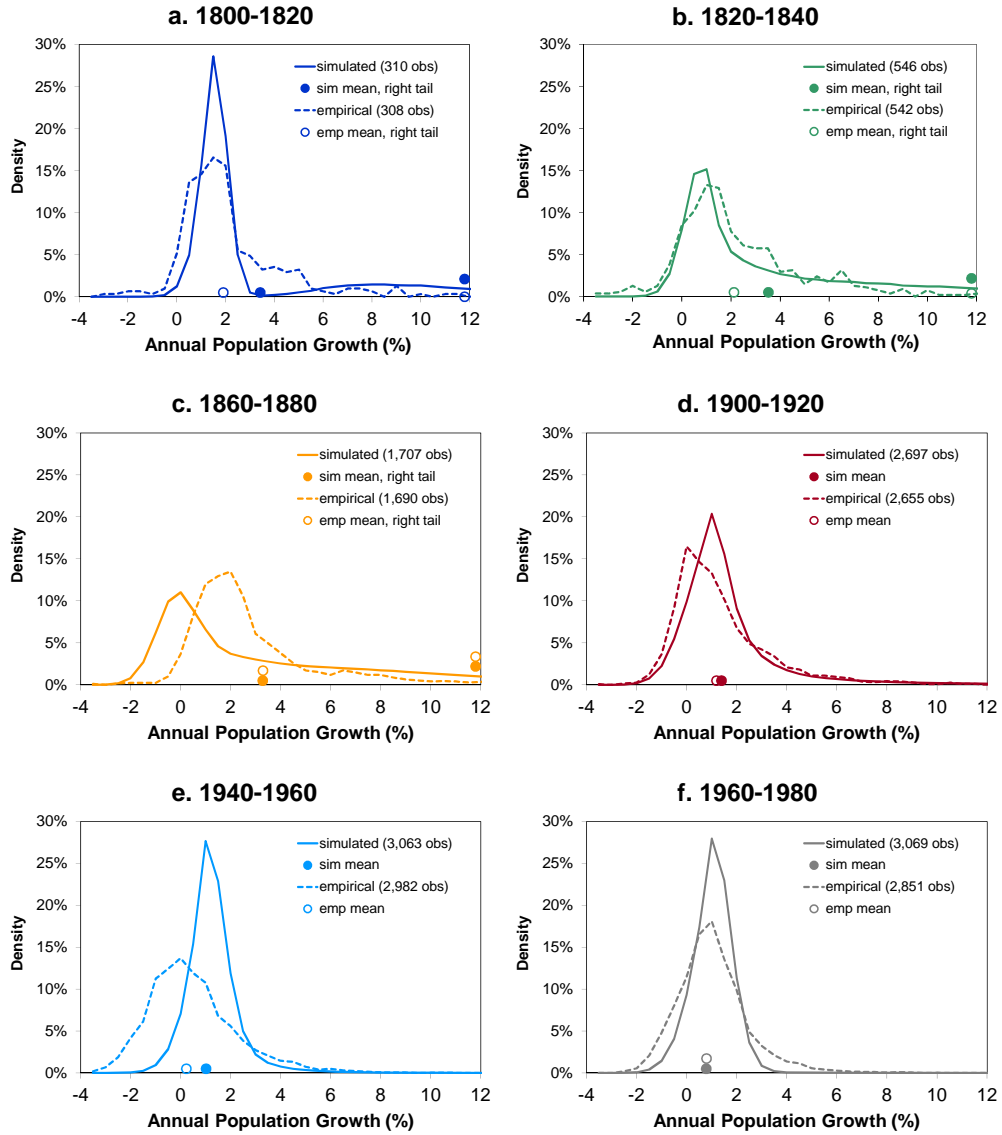 a. 1800-1820
30%
25%
20%
15%
10%
5%
0%
Density
-4 -2 0 2 4 6 8 10 12
Annual Population Growth (%)
simulated (310 obs)
sim mean, right tail
empirical (308 obs)
emp mean, right tail
b. 1820-1840
30%
25%
20%
15%
10%
5%
0%
Density
-4 -2 0 2 4 6 8 10 12
Annual Population Growth (%)
simulated (546 obs)
sim mean, right tail
empirical (542 obs)
emp mean, right tail
c. 1860-1880
30%
25%
20%
15%
10%
5%
0%
Density
-4 -2 0 2 4 6 8 10 12
Annual Population Growth (%)
simulated (1,707 obs)
sim mean, right tail
empirical (1,690 obs)
emp mean, right tail
d. 1900-1920
30%
25%
20%
15%
10%
5%
0%
Density
-4 -2 0 2 4 6 8 10 12
Annual Population Growth (%)
simulated (2,697 obs)
sim mean
empirical (2,655 obs)
emp mean
e. 1940-1960
30%
25%
20%
15%
10%
5%
0%
Density
-4 -2 0 2 4 6 8 10 12
Annual Population Growth (%)
simulated (3,063 obs)
sim mean
empirical (2,982 obs)
emp mean
f. 1960-1980
30%
25%
20%
15%
10%
5%
0%
Density
-4 -2 0 2 4 6 8 10 12
Annual Population Growth (%)
simulated (3,069 obs)
sim mean
empirical (2,851 obs)
emp mean